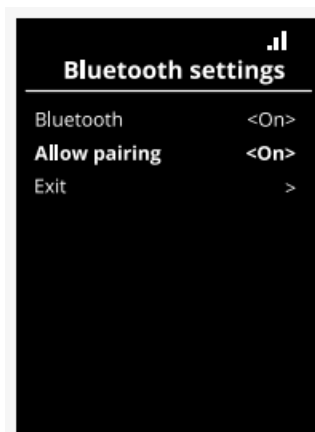 Bluetooth settings
Bluetooth <On>
Allow pairing <On>
Exit >